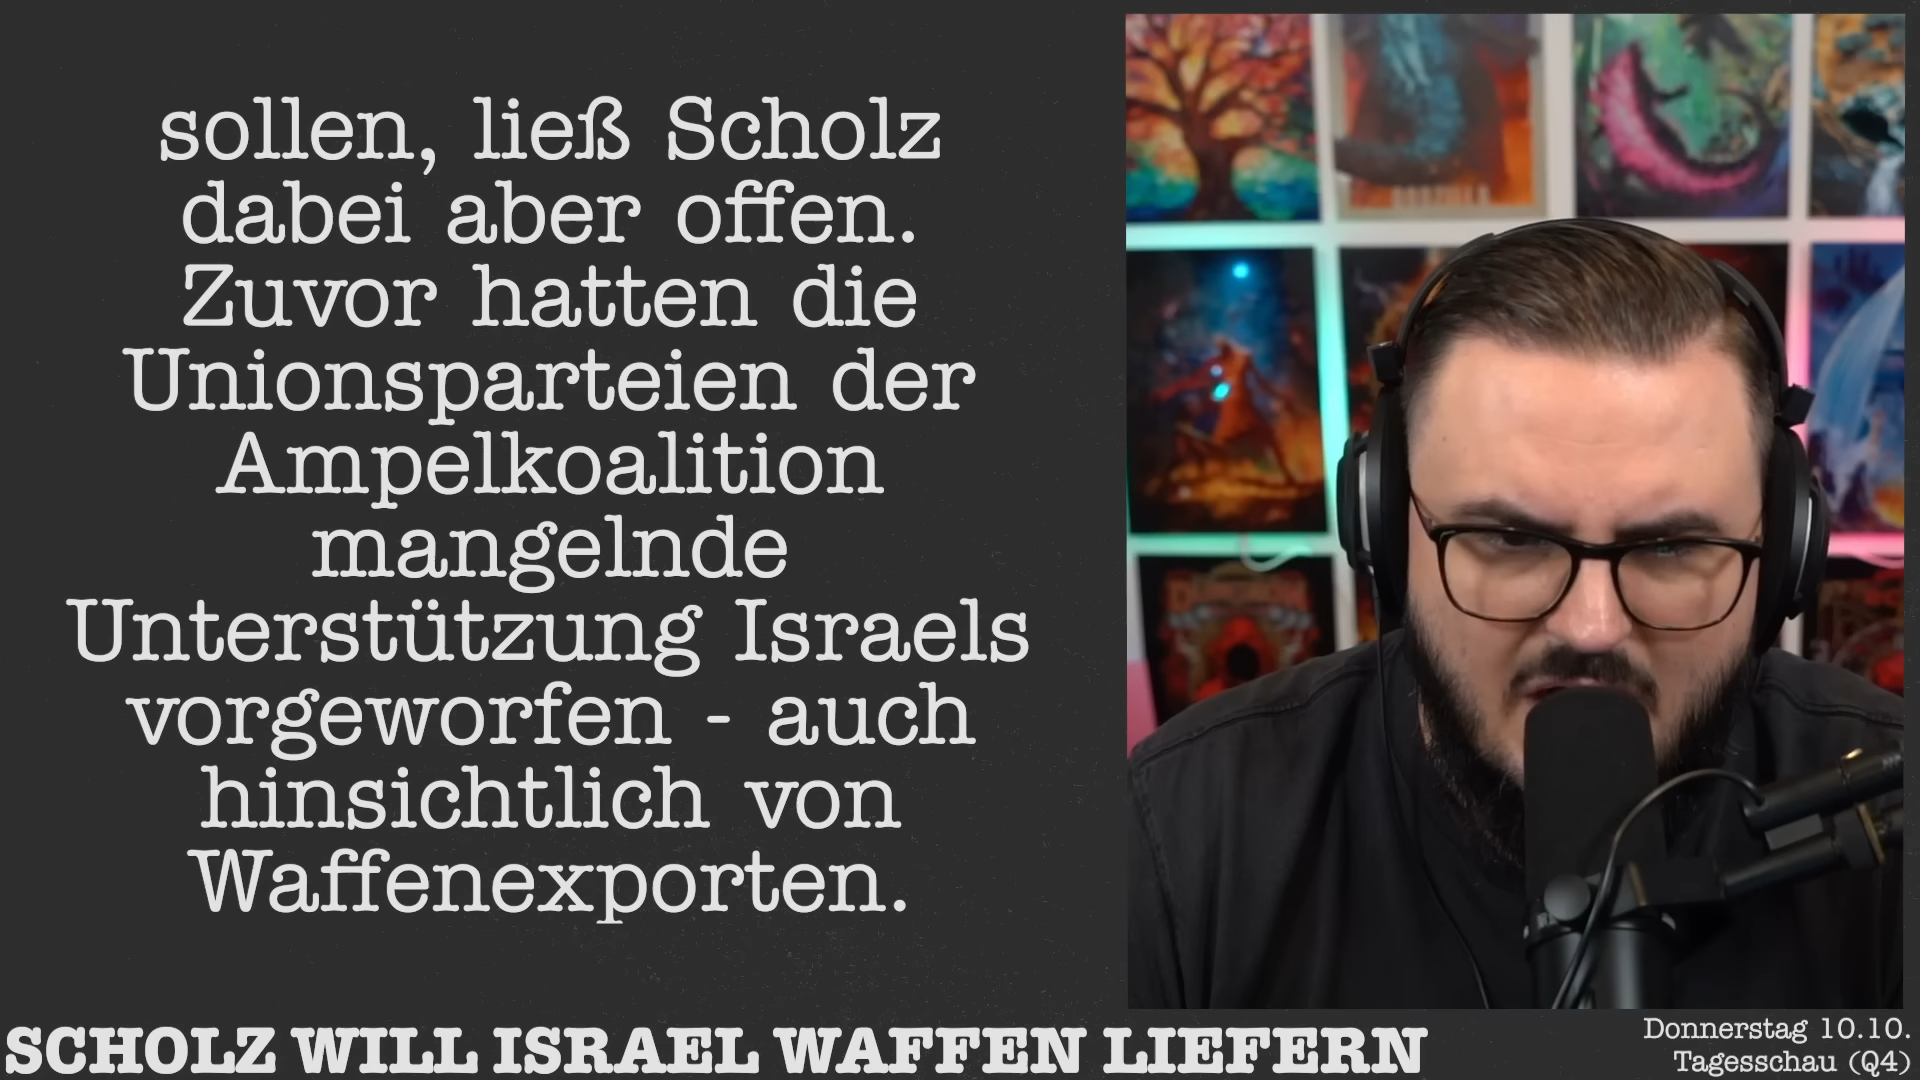 sollen, ließ Scholz
dabei aber offen.
Zuvor hatten die
Unionsparteien der
Ampelkoalition
mangelnde
Unterstützung Israels
vorgeworfen - auch
hinsichtlich von
Waffenexporten.
SCHOLZ WILL ISRAEL WAFFEN LIEFERN
Donnerstag 10.10.
Tagesschau (Q4)